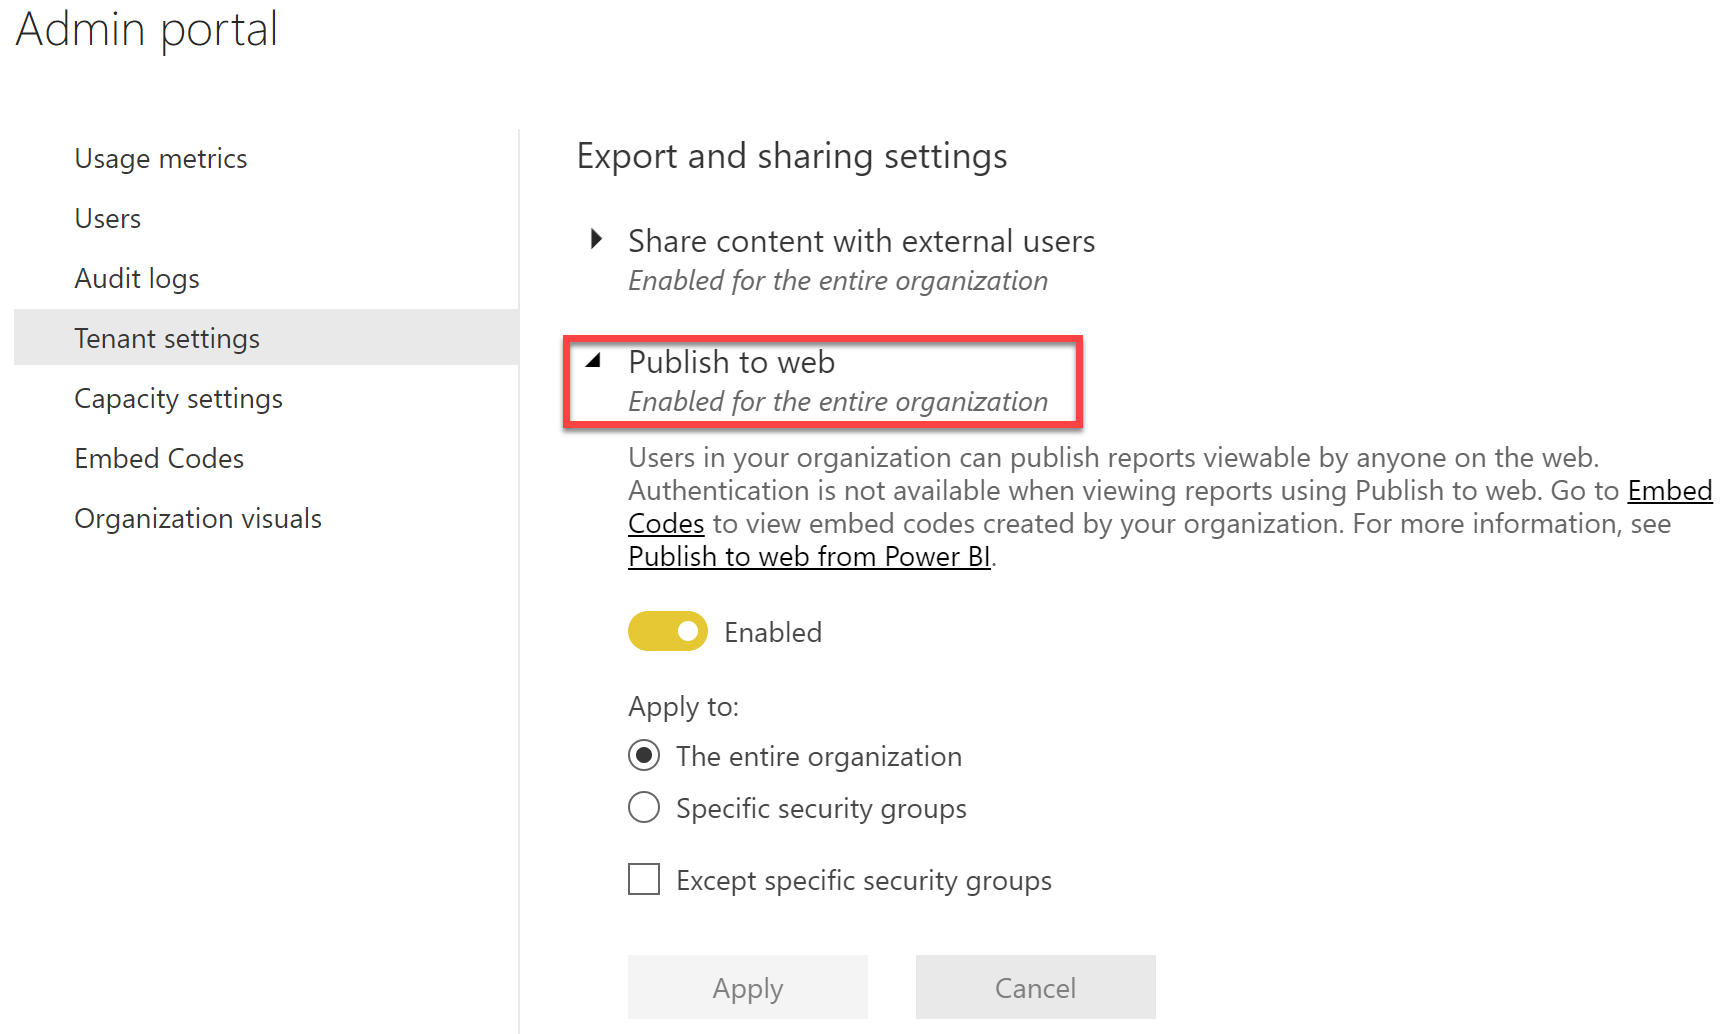 Admin portal
Usage metrics
Users
Audit logs
Tenant settings
Capacity settings
Embed Codes
Organization visuals
Export and sharing settings
Share content with external users
Enabled for the entire organization
Publish to web
Enabled for the entire organization
Users in your organization can publish reports viewable by anyone on the web.
Authentication is not available when viewing reports using Publish to web. Go to Embed
Codes to view embed codes created by your organization. For more information, see
Publish to web from Power BI.
Enabled
Apply to:
The entire organization
Specific security groups
Except specific security groups
Apply
Cancel